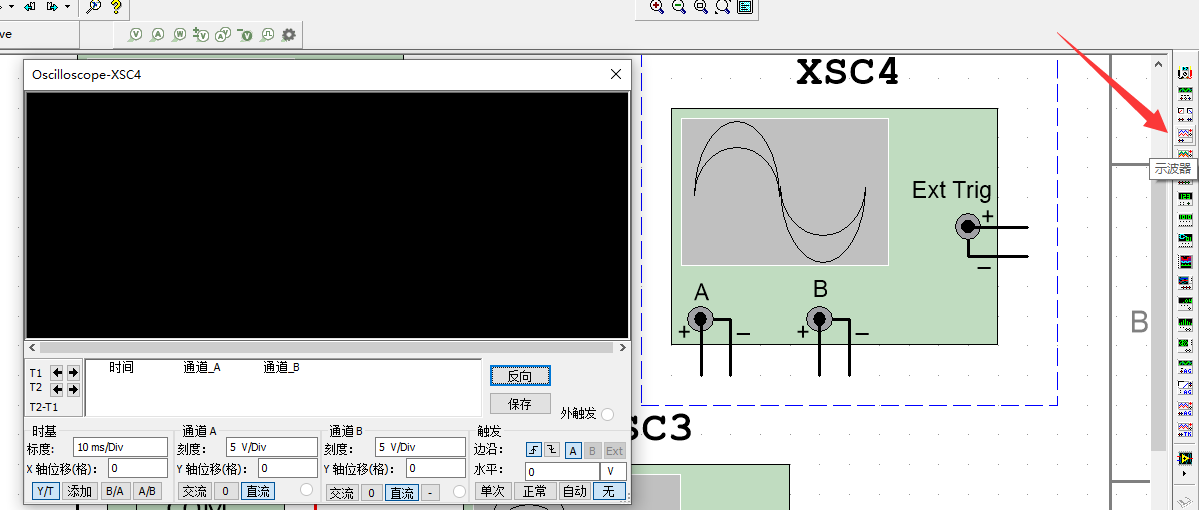 ve
Oscilloscope-XSC4
XSC4
Ext Trig
+
−
A
B
+
−
+
−
示波器
B
时间 通道_A 通道_B
T1
T2
T2-T1
反向
保存
外触发
时基
标度: 10 ms/Div
X 轴位移(格): 0
Y/T 添加 B/A A/B
通道 A
刻度: 5 V/Div
Y 轴位移(格): 0
交流 0 直流
通道 B
刻度: 5 V/Div
Y 轴位移(格): 0
交流 0 直流 -
触发
边沿: A B Ext
水平: 0 V
单次 正常 自动 无
SC3
COM